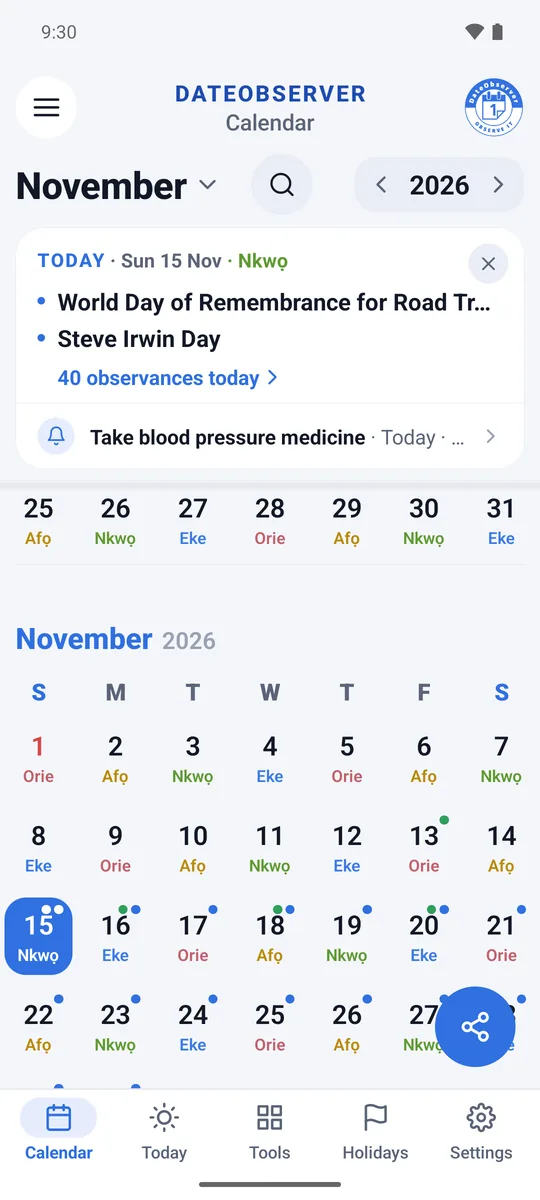 9:30
DATEOBSERVER
Calendar
DateObserver
1
OBSERVE IT
November
2026
TODAY · Sun 15 Nov · Nkwọ
World Day of Remembrance for Road Tr...
Steve Irwin Day
40 observances today
Take blood pressure medicine · Today · ...
25 26 27 28 29 30 31
Afọ Nkwọ Eke Orie Afọ Nkwọ Eke
November 2026
S M T W T F S
1 2 3 4 5 6 7
Orie Afọ Nkwọ Eke Orie Afọ Nkwọ
8 9 10 11 12 13 14
Eke Orie Afọ Nkwọ Eke Orie Afọ
15 16 17 18 19 20 21
Nkwọ Eke Orie Afọ Nkwọ Eke Orie
22 23 24 25 26 27
Afọ Nkwọ Eke Orie Afọ
Calendar Today Tools Holidays Settings